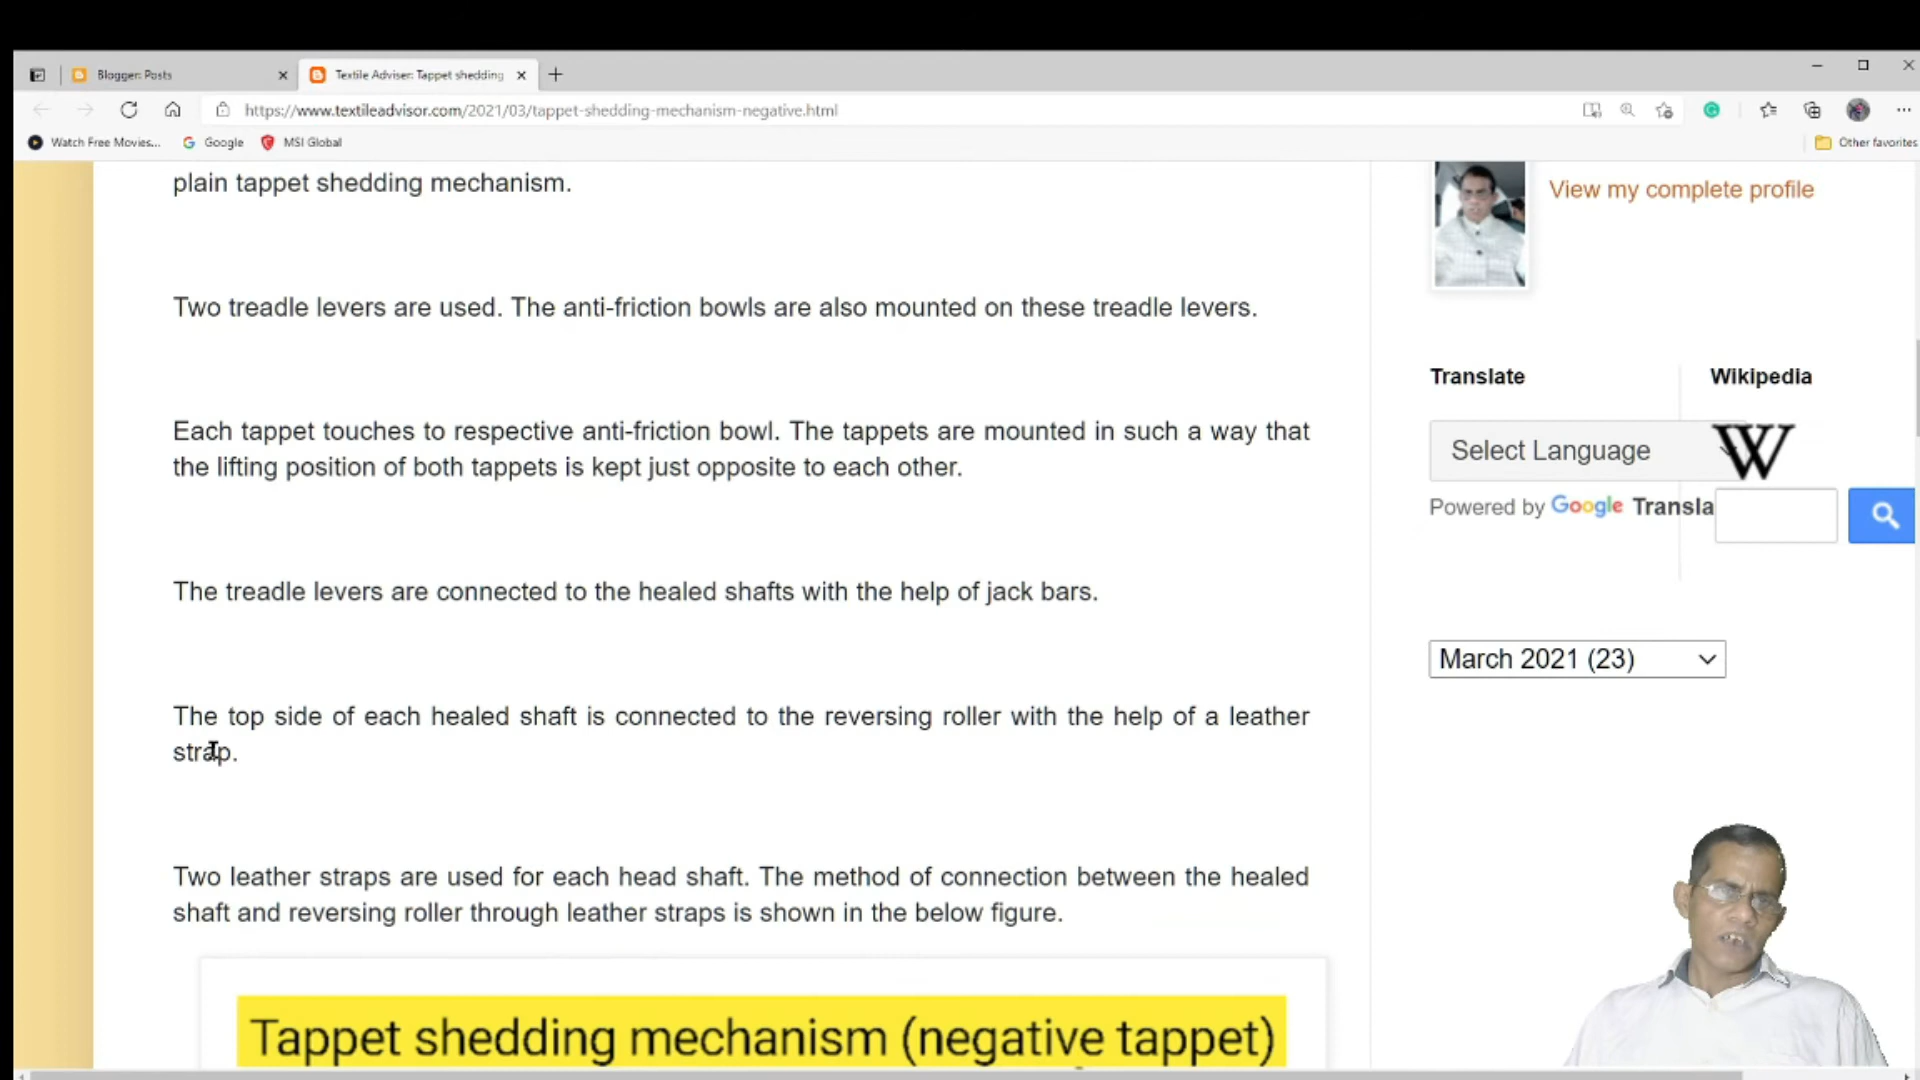 Blogger: Posts
Textile Adviser: Tappet shedding
https://www.textileadvisor.com/2021/03/tappet-shedding-mechanism-negative.html
Watch Free Movies...
Google
MSI Global
Other favorites
plain tappet shedding mechanism.
View my complete profile
Two treadle levers are used. The anti-friction bowls are also mounted on these treadle levers.
Translate
Wikipedia
Each tappet touches to respective anti-friction bowl. The tappets are mounted in such a way that
the lifting position of both tappets is kept just opposite to each other.
Select Language
W
Powered by Google Transla
The treadle levers are connected to the healed shafts with the help of jack bars.
March 2021 (23)
The top side of each healed shaft is connected to the reversing roller with the help of a leather
strap.
Two leather straps are used for each head shaft. The method of connection between the healed
shaft and reversing roller through leather straps is shown in the below figure.
Tappet shedding mechanism (negative tappet)